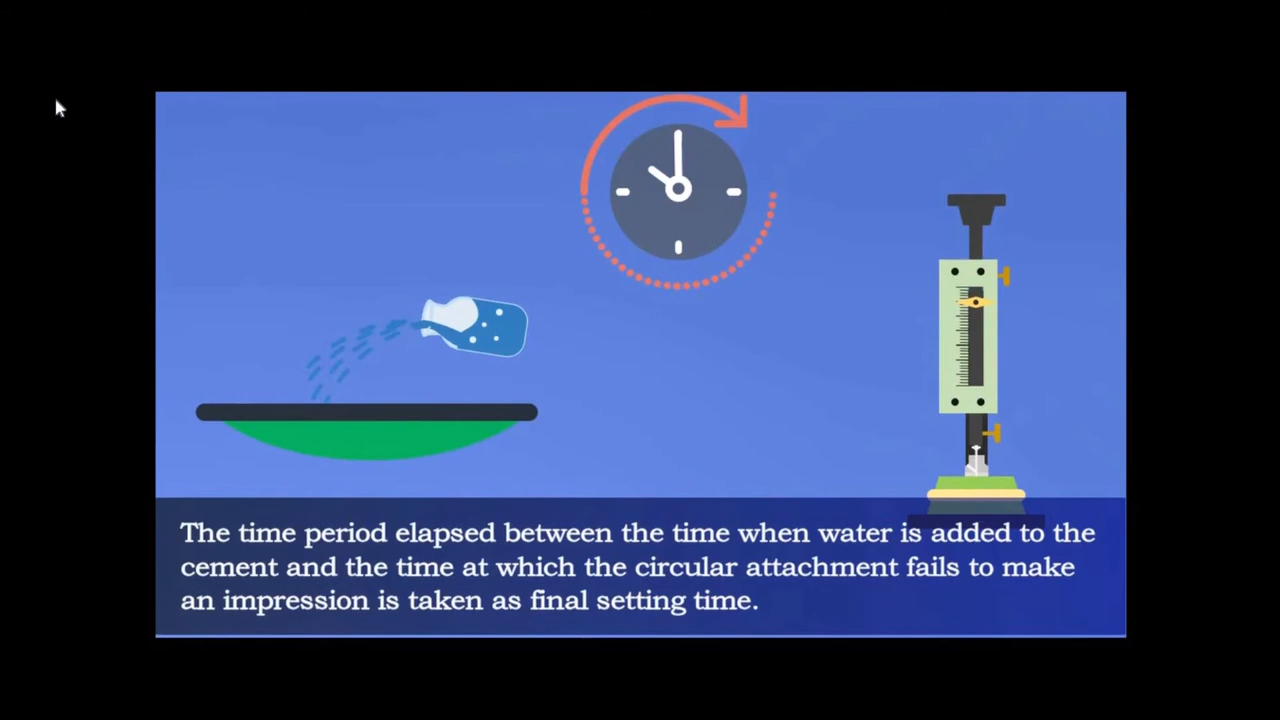 The time period elapsed between the time when water is added to the
cement and the time at which the circular attachment fails to make
an impression is taken as final setting time.